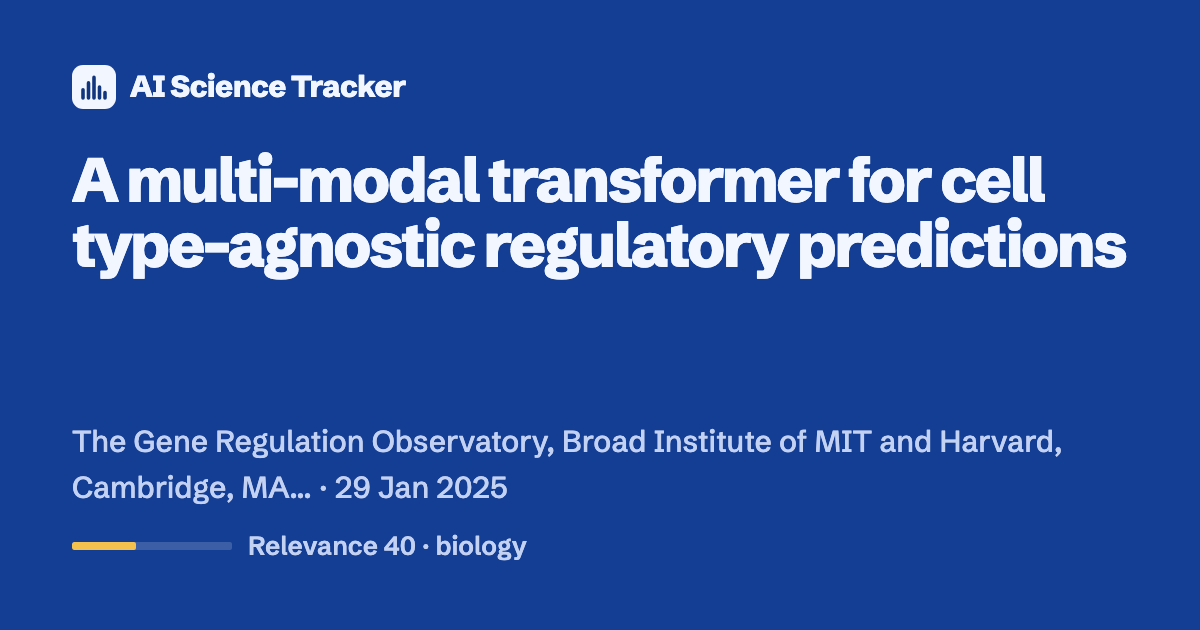 AI Science Tracker
A multi-modal transformer for cell
type-agnostic regulatory predictions
The Gene Regulation Observatory, Broad Institute of MIT and Harvard,
Cambridge, MA... · 29 Jan 2025
Relevance 40 · biology